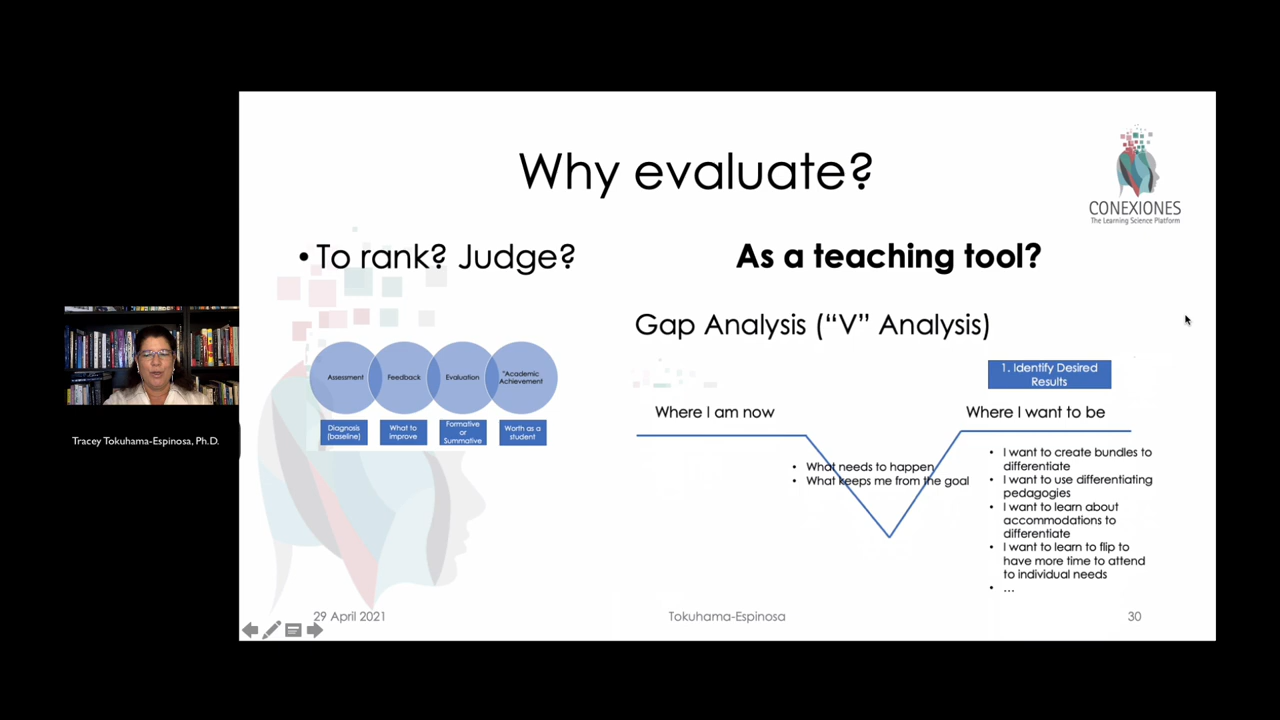 Why evaluate?
CONEXIONES
The Learning Science Platform
• To rank? Judge?
As a teaching tool?
Gap Analysis (“V” Analysis)
1. Identify Desired
Results
Assessment
Feedback
Evaluation
"Academic
Achievement
Diagnosis
(baseline)
What to
improve
Formative
or
Summative
Worth as a
student
Where I am now
Where I want to be
• What needs to happen
• What keeps me from the goal
• I want to create bundles to
differentiate
• I want to use differentiating
pedagogies
• I want to learn about
accommodations to
differentiate
• I want to learn to flip to
have more time to attend
to individual needs
• ...
Tracey Tokuhama-Espinosa, Ph.D.
29 April 2021
Tokuhama-Espinosa
30